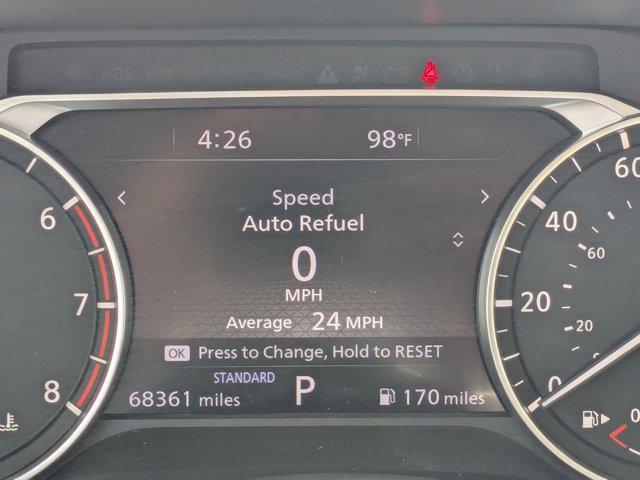 4:26 98°F
< Speed >
Auto Refuel
0
MPH
Average 24 MPH
OK Press to Change, Hold to RESET
STANDARD
68361 miles P 170 miles
6
7
8
60
40
20
0
60
20
0